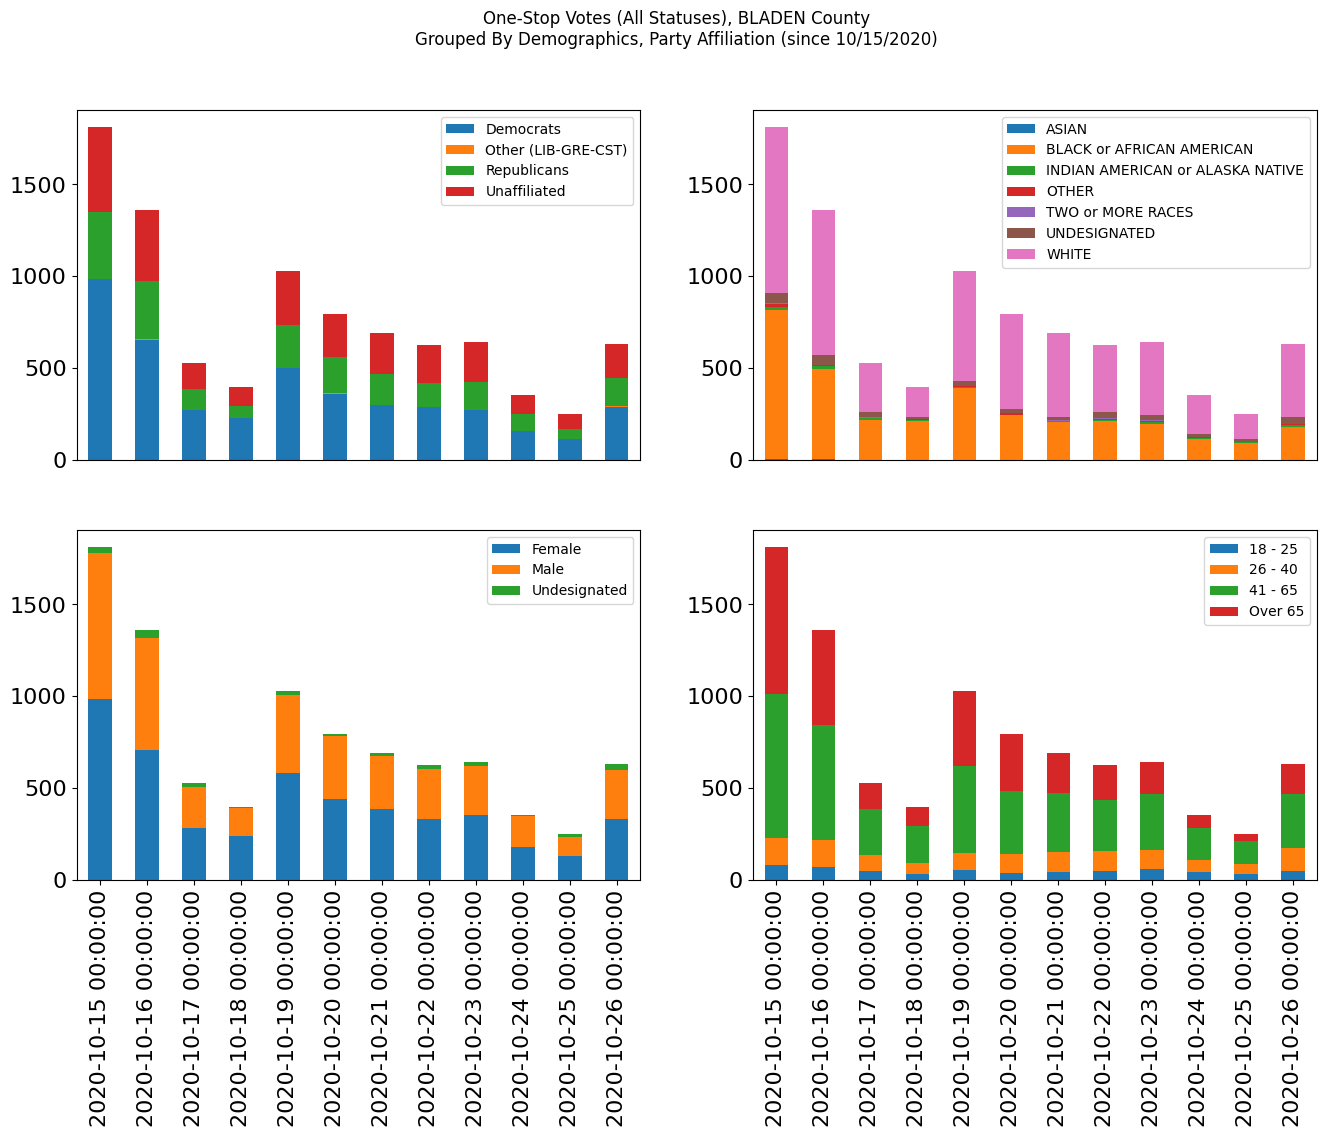 One-Stop Votes (All Statuses), BLADEN County
Grouped By Demographics, Party Affiliation (since 10/15/2020)
1500
1000
500
0
Democrats
Other (LIB-GRE-CST)
Republicans
Unaffiliated
1500
1000
500
0
ASIAN
BLACK or AFRICAN AMERICAN
INDIAN AMERICAN or ALASKA NATIVE
OTHER
TWO or MORE RACES
UNDESIGNATED
WHITE
1500
1000
500
0
Female
Male
Undesignated
2020-10-15 00:00:00
2020-10-16 00:00:00
2020-10-17 00:00:00
2020-10-18 00:00:00
2020-10-19 00:00:00
2020-10-20 00:00:00
2020-10-21 00:00:00
2020-10-22 00:00:00
2020-10-23 00:00:00
2020-10-24 00:00:00
2020-10-25 00:00:00
2020-10-26 00:00:00
1500
1000
500
0
18 - 25
26 - 40
41 - 65
Over 65
2020-10-15 00:00:00
2020-10-16 00:00:00
2020-10-17 00:00:00
2020-10-18 00:00:00
2020-10-19 00:00:00
2020-10-20 00:00:00
2020-10-21 00:00:00
2020-10-22 00:00:00
2020-10-23 00:00:00
2020-10-24 00:00:00
2020-10-25 00:00:00
2020-10-26 00:00:00